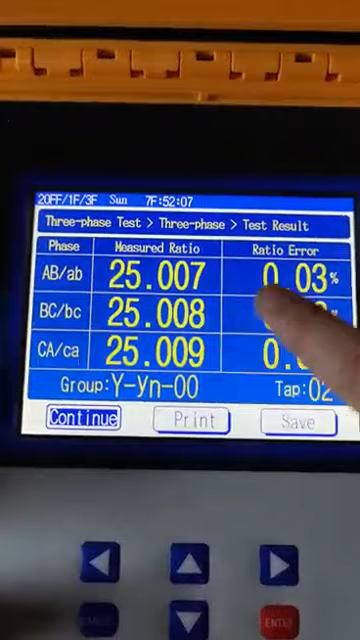 20FF/1F/3F Sun 7F:52:07
Three-phase Test > Three-phase > Test Result
Phase Measured Ratio Ratio Error
AB/ab 25.007 0.03%
BC/bc 25.008
CA/ca 25.009
Group:Y-yn-00 Tap:02
Continue Print Save
ENTER